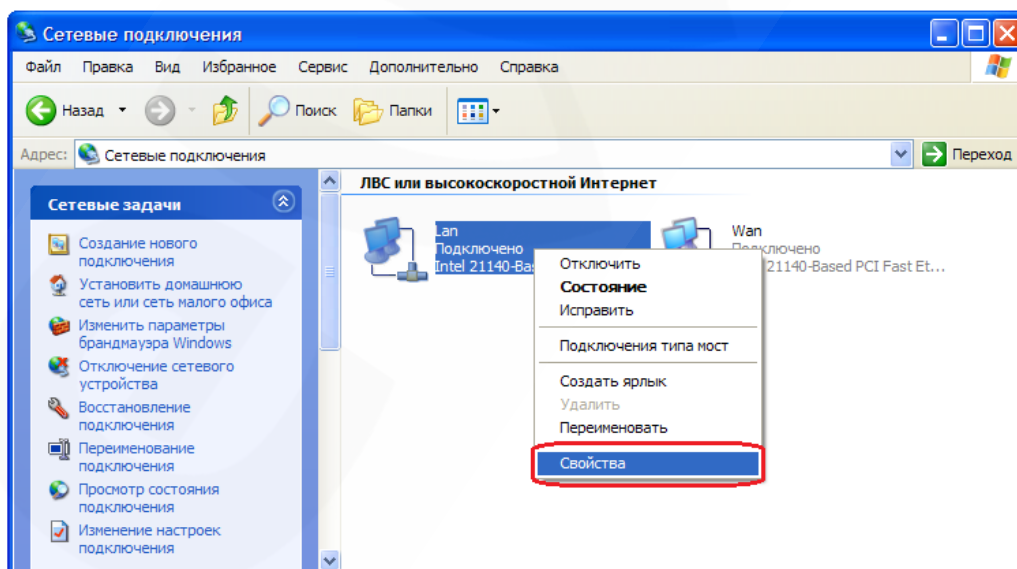 Сетевые подключения
Файл Правка Вид Избранное Сервис Дополнительно Справка
Назад Поиск Папки
Адрес: Сетевые подключения Переход
Сетевые задачи
Создание нового
подключения
Установить домашнюю
сеть или сеть малого офиса
Изменить параметры
брандмауэра Windows
Отключение сетевого
устройства
Восстановление
подключения
Переименование
подключения
Просмотр состояния
подключения
Изменение настроек
подключения
ЛВС или высокоскоростной Интернет
Lan
Подключено
Intel 21140-Bas
Wan
Подключено
21140-Based PCI Fast Et...
Отключить
Состояние
Исправить
Подключения типа мост
Создать ярлык
Удалить
Переименовать
Свойства